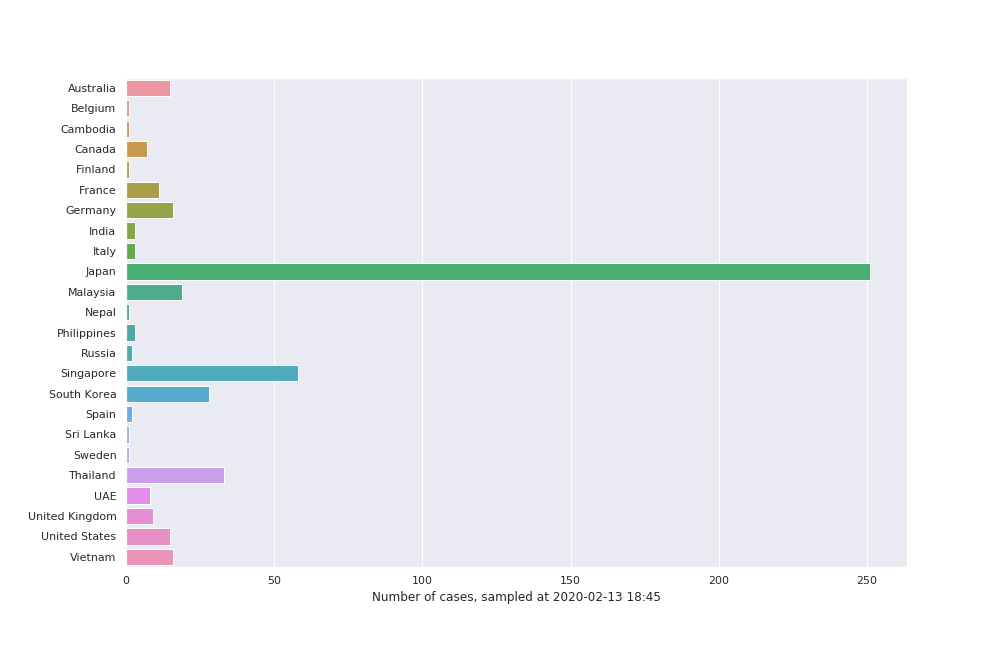 Australia
Belgium
Cambodia
Canada
Finland
France
Germany
India
Italy
Japan
Malaysia
Nepal
Philippines
Russia
Singapore
South Korea
Spain
Sri Lanka
Sweden
Thailand
UAE
United Kingdom
United States
Vietnam
0 50 100 150 200 250
Number of cases, sampled at 2020-02-13 18:45